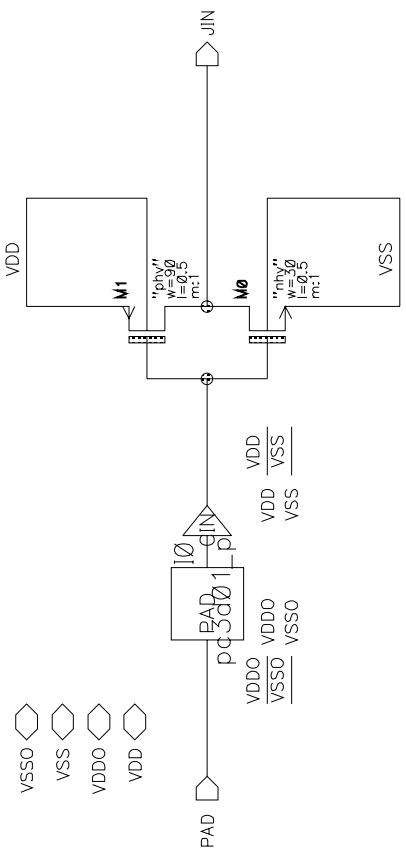 VDD
VSSO
VSS
VDDO
VDD
M1
"phv"
w=90
l=0.5
m:1
I0
PAD
CIN
pc3d01_p
PAD
JIN
M0
"nhv"
w=30
l=0.5
m:1
VDDO VDDO VDD VDD
VSSO VSSO VSS VSS
VSS